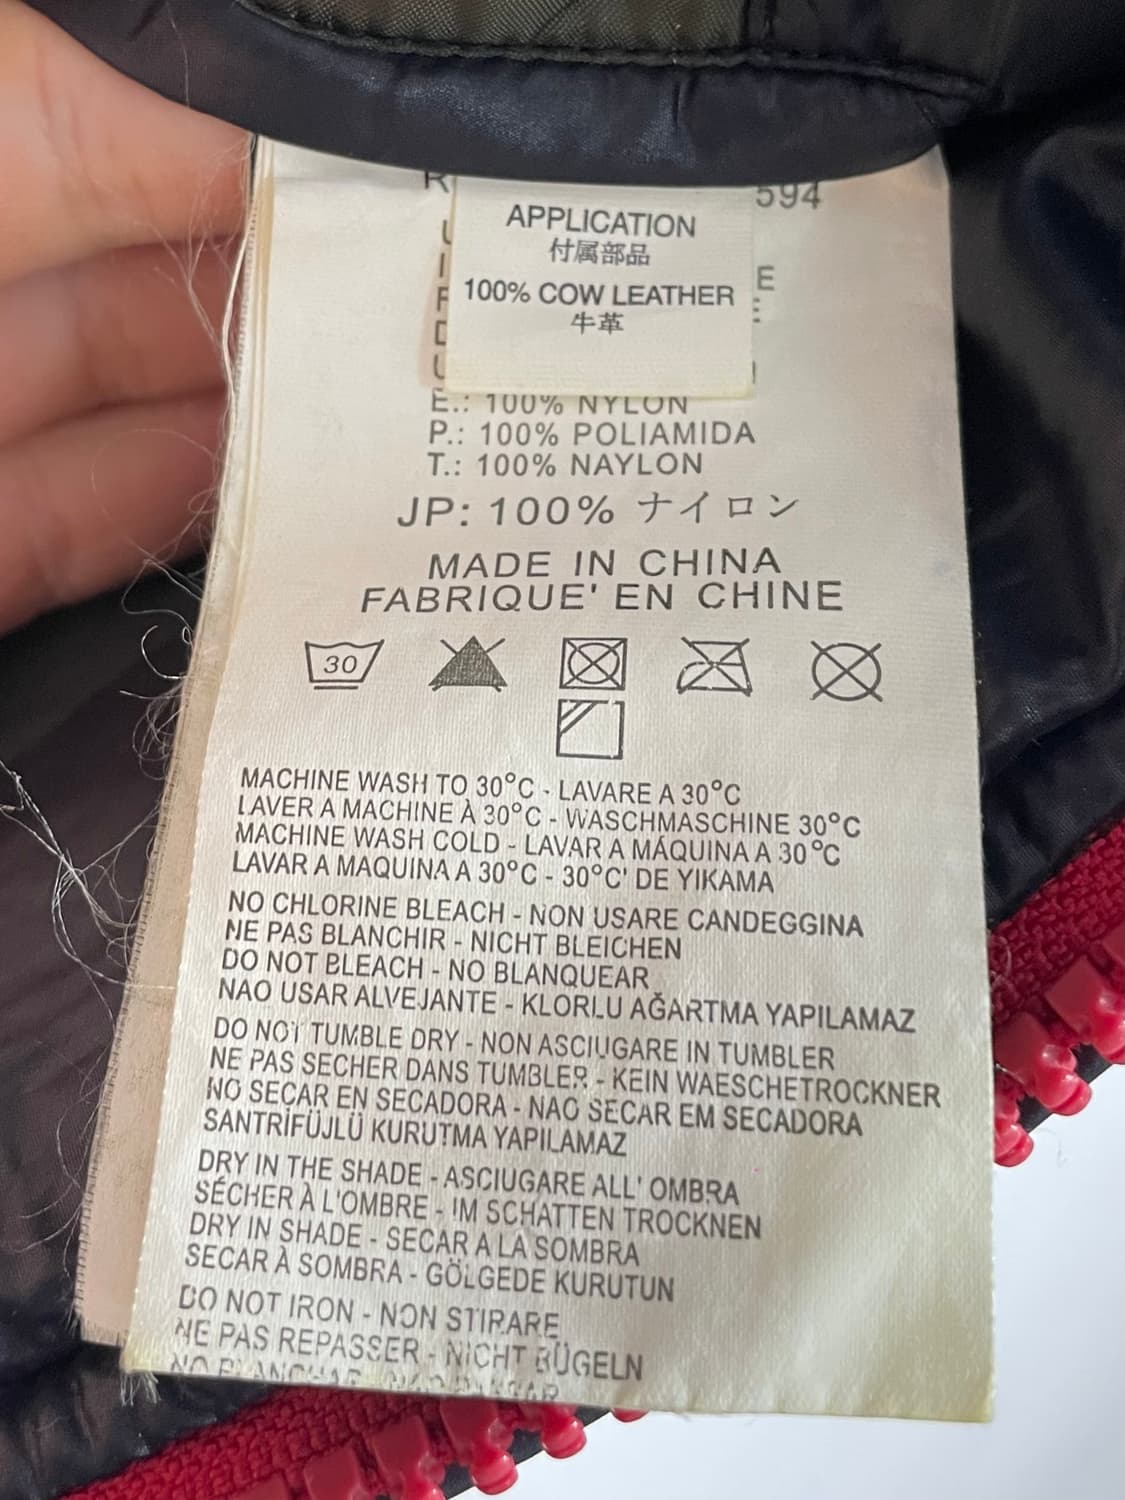 594
APPLICATION
付属部品
100% COW LEATHER
牛革
E.: 100% NYLON
P.: 100% POLIAMIDA
T.: 100% NAYLON
JP: 100% ナイロン
MADE IN CHINA
FABRIQUE' EN CHINE
30
MACHINE WASH TO 30°C - LAVARE A 30°C
LAVER A MACHINE À 30°C - WASCHMASCHINE 30°C
MACHINE WASH COLD - LAVAR A MÁQUINA A 30°C
LAVAR A MAQUINA A 30°C - 30°C' DE YIKAMA
NO CHLORINE BLEACH - NON USARE CANDEGGINA
NE PAS BLANCHIR - NICHT BLEICHEN
DO NOT BLEACH - NO BLANQUEAR
NAO USAR ALVEJANTE - KLORLU AĞARTMA YAPILAMAZ
DO NOT TUMBLE DRY - NON ASCIUGARE IN TUMBLER
NE PAS SECHER DANS TUMBLER - KEIN WAESCHETROCKNER
NO SECAR EN SECADORA - NAO SECAR EM SECADORA
SANTRİFÜJLÜ KURUTMA YAPILAMAZ
DRY IN THE SHADE - ASCIUGARE ALL' OMBRA
SÉCHER À L'OMBRE - IM SCHATTEN TROCKNEN
DRY IN SHADE - SECAR A LA SOMBRA
SECAR À SOMBRA - GÖLGEDE KURUTUN
DO NOT IRON - NON STIRARE
NE PAS REPASSER - NICHT BÜGELN